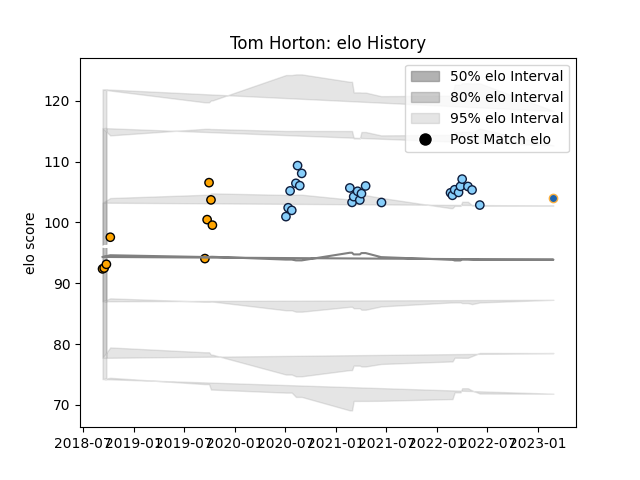 Tom Horton: elo History
50% elo Interval
80% elo Interval
95% elo Interval
Post Match elo
elo score
120
110
100
90
80
70
2018-07 2019-01 2019-07 2020-01 2020-07 2021-01 2021-07 2022-01 2022-07 2023-01